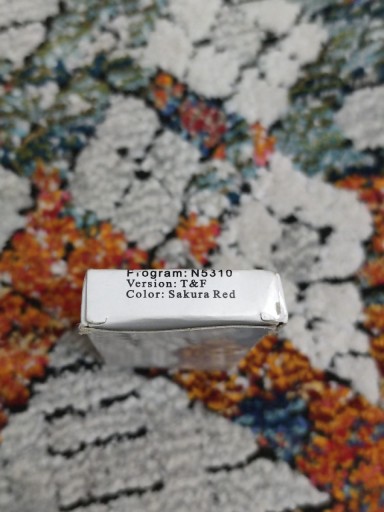 Program: N5310
Version: T&F
Color: Sakura Red